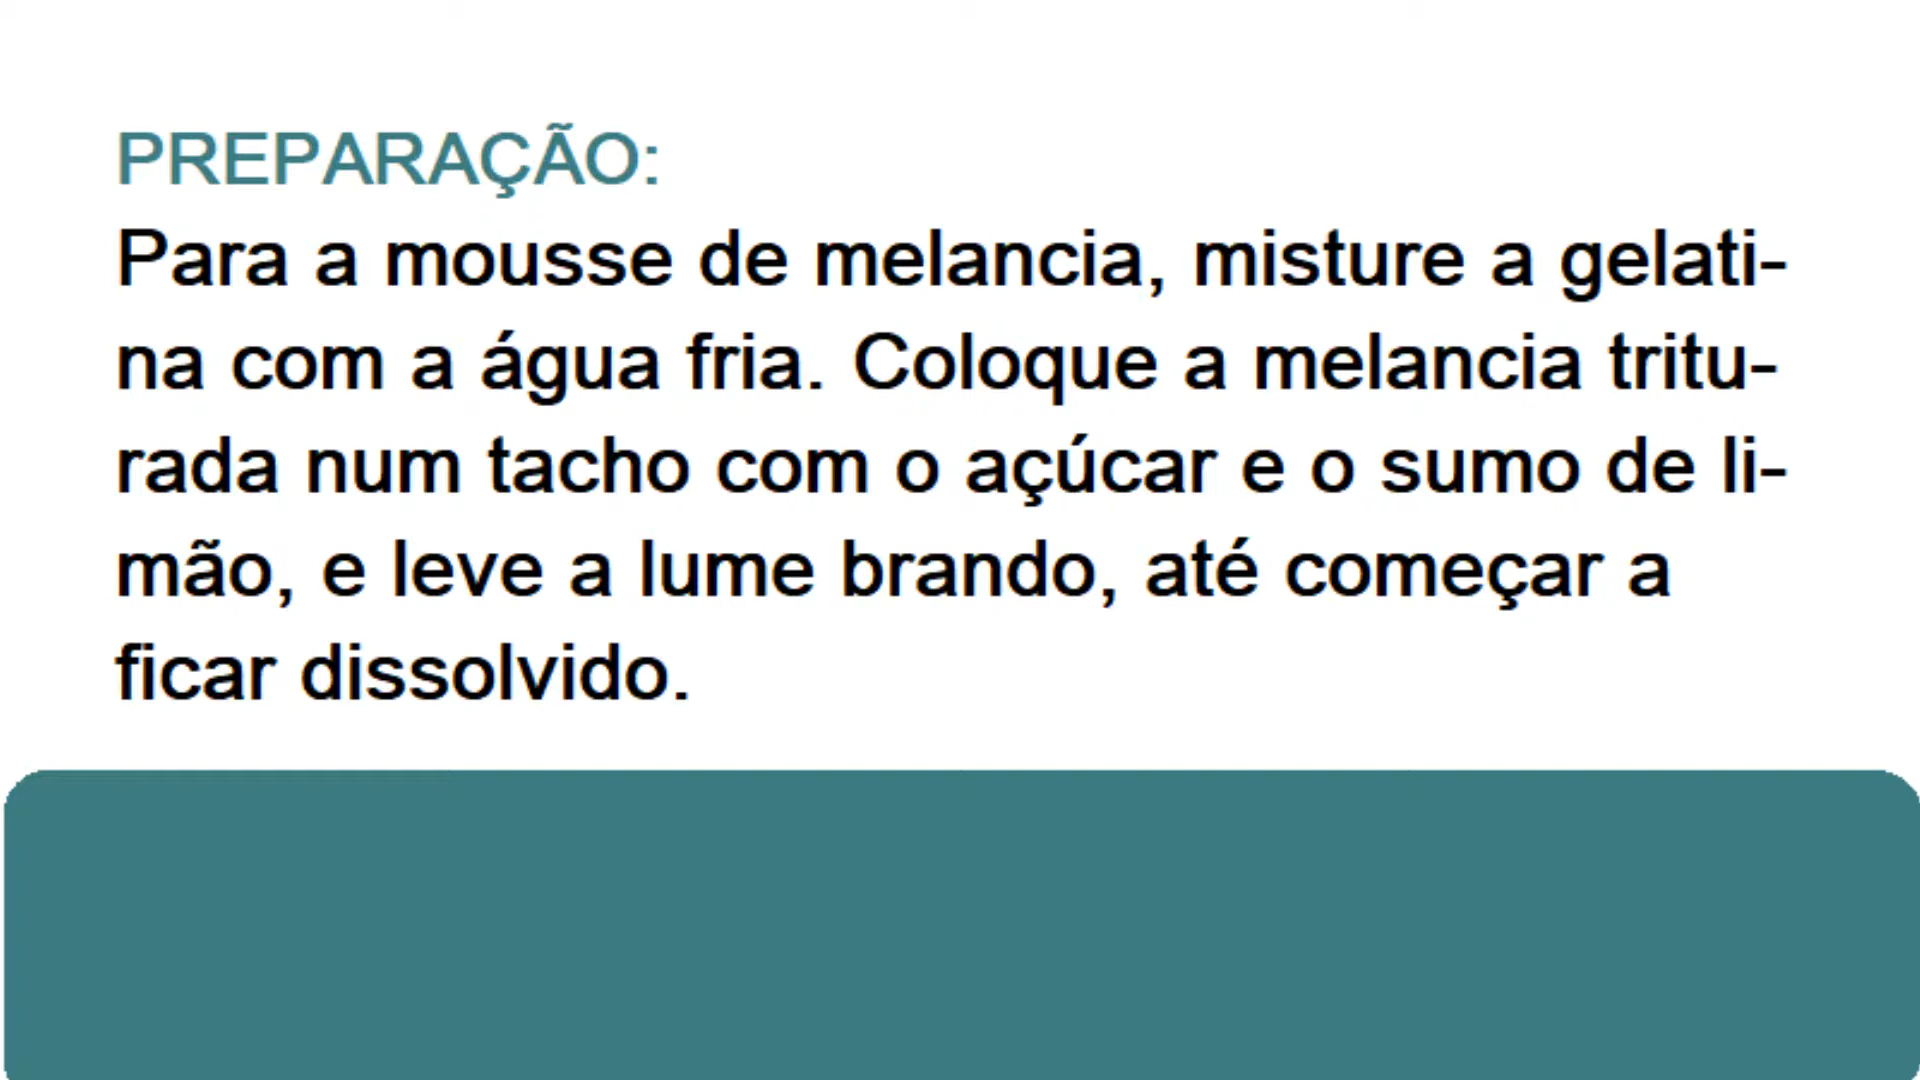 PREPARAÇÃO:
Para a mousse de melancia, misture a gelati-
na com a água fria. Coloque a melancia tritu-
rada num tacho com o açúcar e o sumo de li-
mão, e leve a lume brando, até começar a
ficar dissolvido.